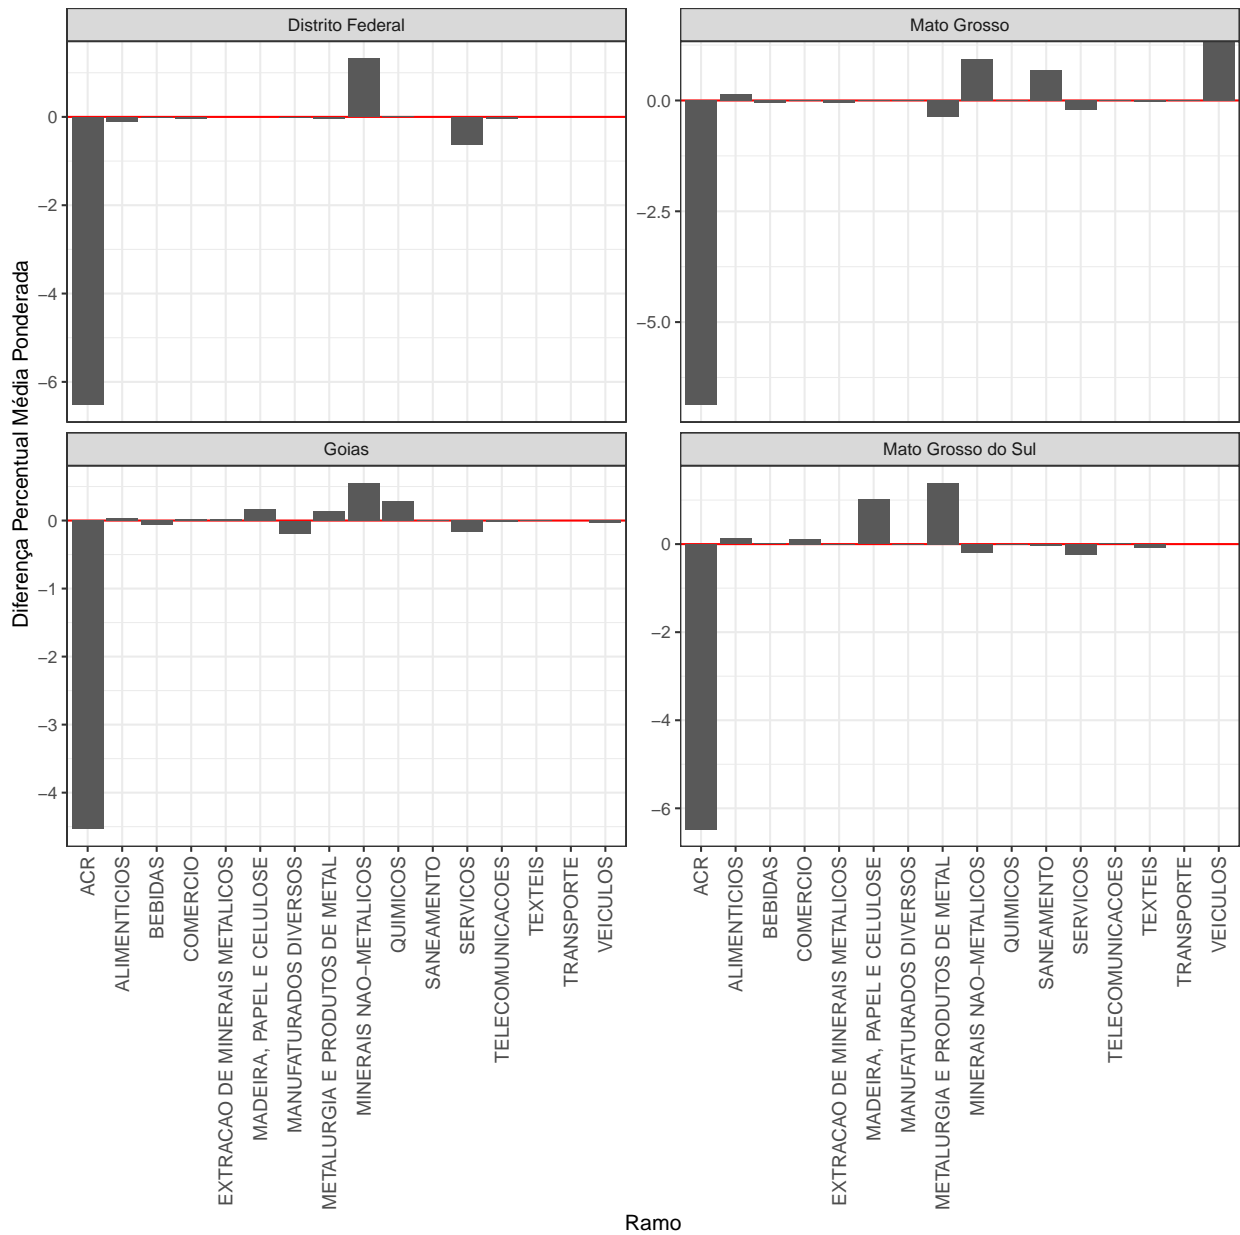 Distrito Federal
Mato Grosso
0
−2
−4
−6
0.0
−2.5
−5.0
Diferença Percentual Média Ponderada
Goias
Mato Grosso do Sul
0
−1
−2
−3
−4
0
−2
−4
−6
ACR
ALIMENTICIOS
BEBIDAS
COMERCIO
EXTRACAO DE MINERAIS METALICOS
MADEIRA, PAPEL E CELULOSE
MANUFATURADOS DIVERSOS
METALURGIA E PRODUTOS DE METAL
MINERAIS NAO−METALICOS
QUIMICOS
SANEAMENTO
SERVICOS
TELECOMUNICACOES
TEXTEIS
TRANSPORTE
VEICULOS
ACR
ALIMENTICIOS
BEBIDAS
COMERCIO
EXTRACAO DE MINERAIS METALICOS
MADEIRA, PAPEL E CELULOSE
MANUFATURADOS DIVERSOS
METALURGIA E PRODUTOS DE METAL
MINERAIS NAO−METALICOS
QUIMICOS
SANEAMENTO
SERVICOS
TELECOMUNICACOES
TEXTEIS
TRANSPORTE
VEICULOS
Ramo